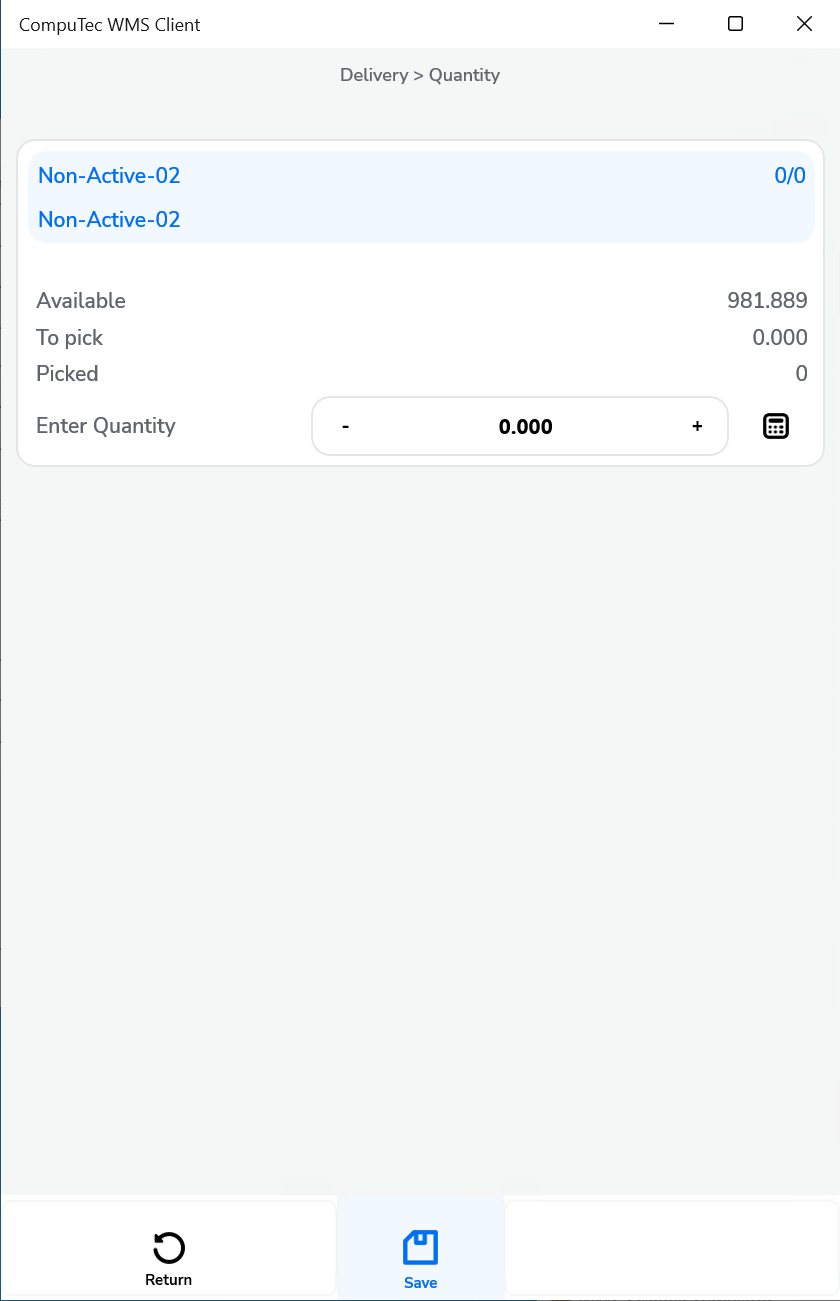 CompuTec WMS Client
Delivery > Quantity
Non-Active-02 0/0
Non-Active-02
Available 981.889
To pick 0.000
Picked 0
Enter Quantity - 0.000 +
Return Save